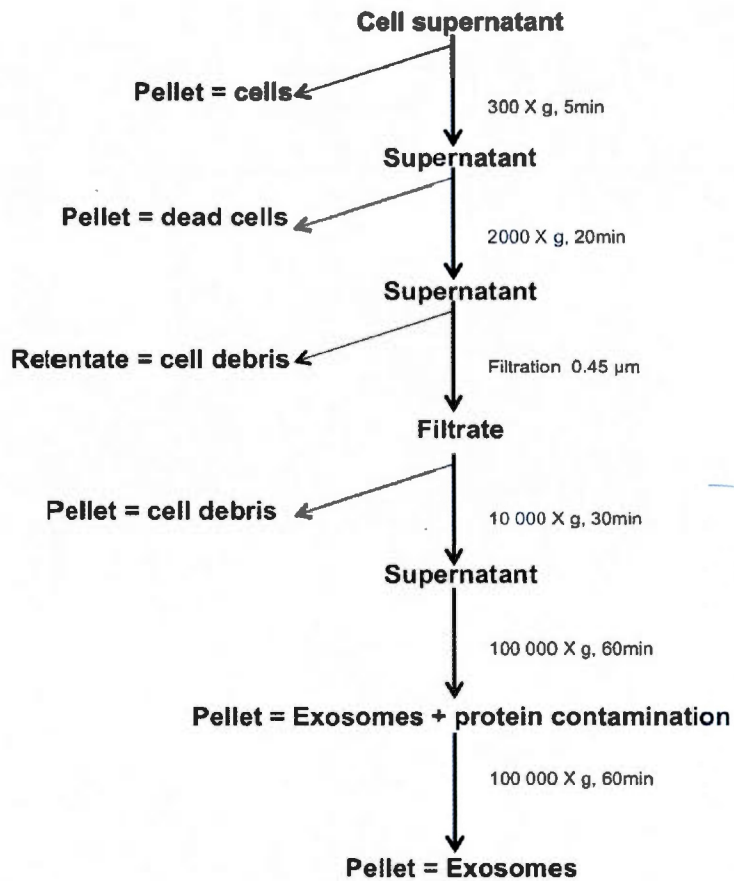 Cell supernatant
Pellet = cells
300 X g, 5min
Supernatant
Pellet = dead cells
2000 X g, 20min
Supernatant
Retentate = cell debris
Filtration 0.45 µm
Filtrate
Pellet = cell debris
10 000 X g, 30min
Supernatant
100 000 X g, 60min
Pellet = Exosomes + protein contamination
100 000 X g, 60min
Pellet = Exosomes